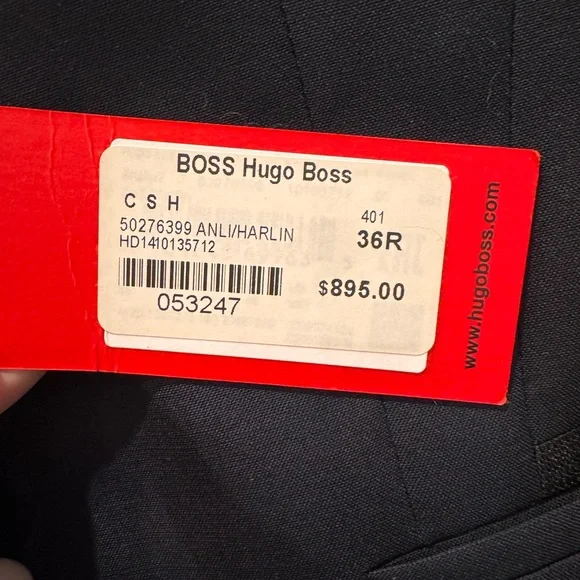 BOSS Hugo Boss
C S H
401
50276399 ANLI/HARLIN
36R
HD1410135712
$895.00
053247
www.hugoboss.com